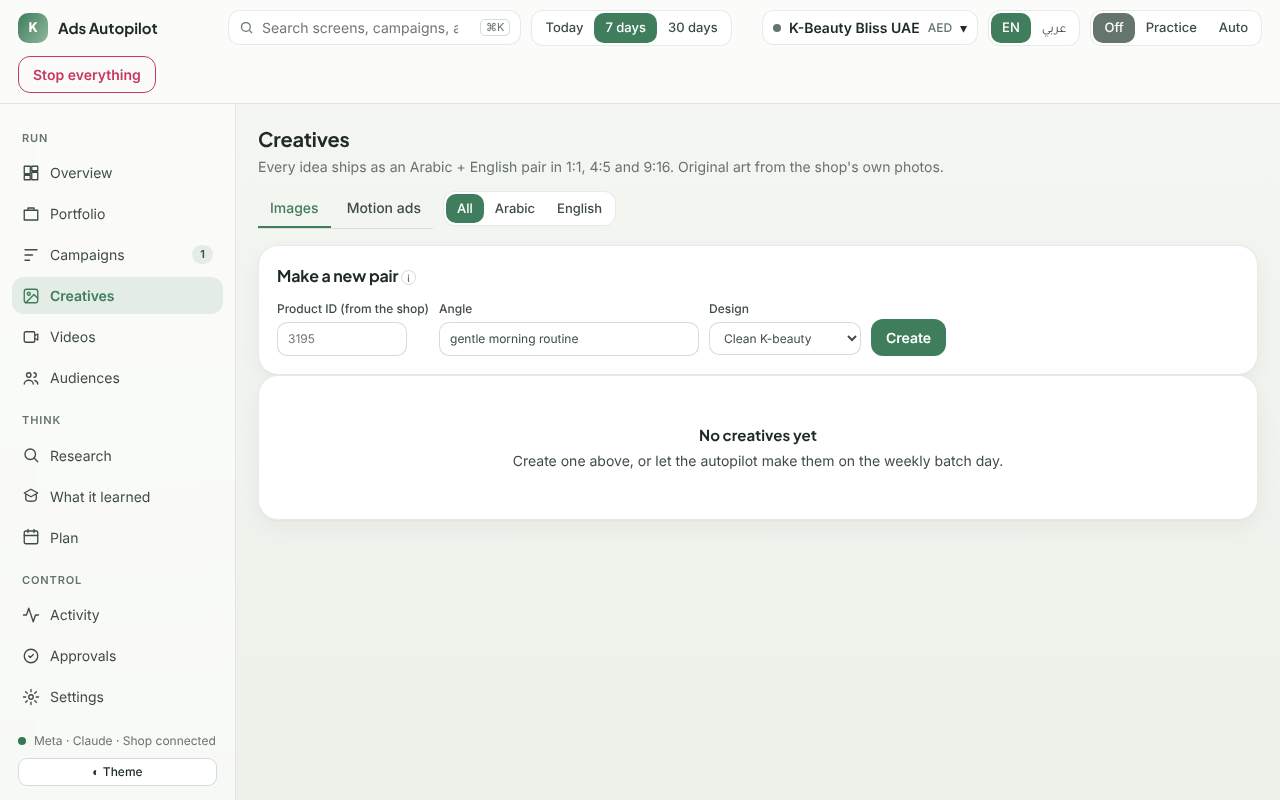 K Ads Autopilot
Search screens, campaigns, a
⌘K
Today 7 days 30 days
K-Beauty Bliss UAE AED ▾
EN عربي
Off Practice Auto
Stop everything
RUN
Overview
Portfolio
Campaigns 1
Creatives
Videos
Audiences
THINK
Research
What it learned
Plan
CONTROL
Activity
Approvals
Settings
Meta · Claude · Shop connected
Theme
Creatives
Every idea ships as an Arabic + English pair in 1:1, 4:5 and 9:16. Original art from the shop's own photos.
Images Motion ads All Arabic English
Make a new pair i
Product ID (from the shop) Angle Design
3195 gentle morning routine Clean K-beauty Create
No creatives yet
Create one above, or let the autopilot make them on the weekly batch day.